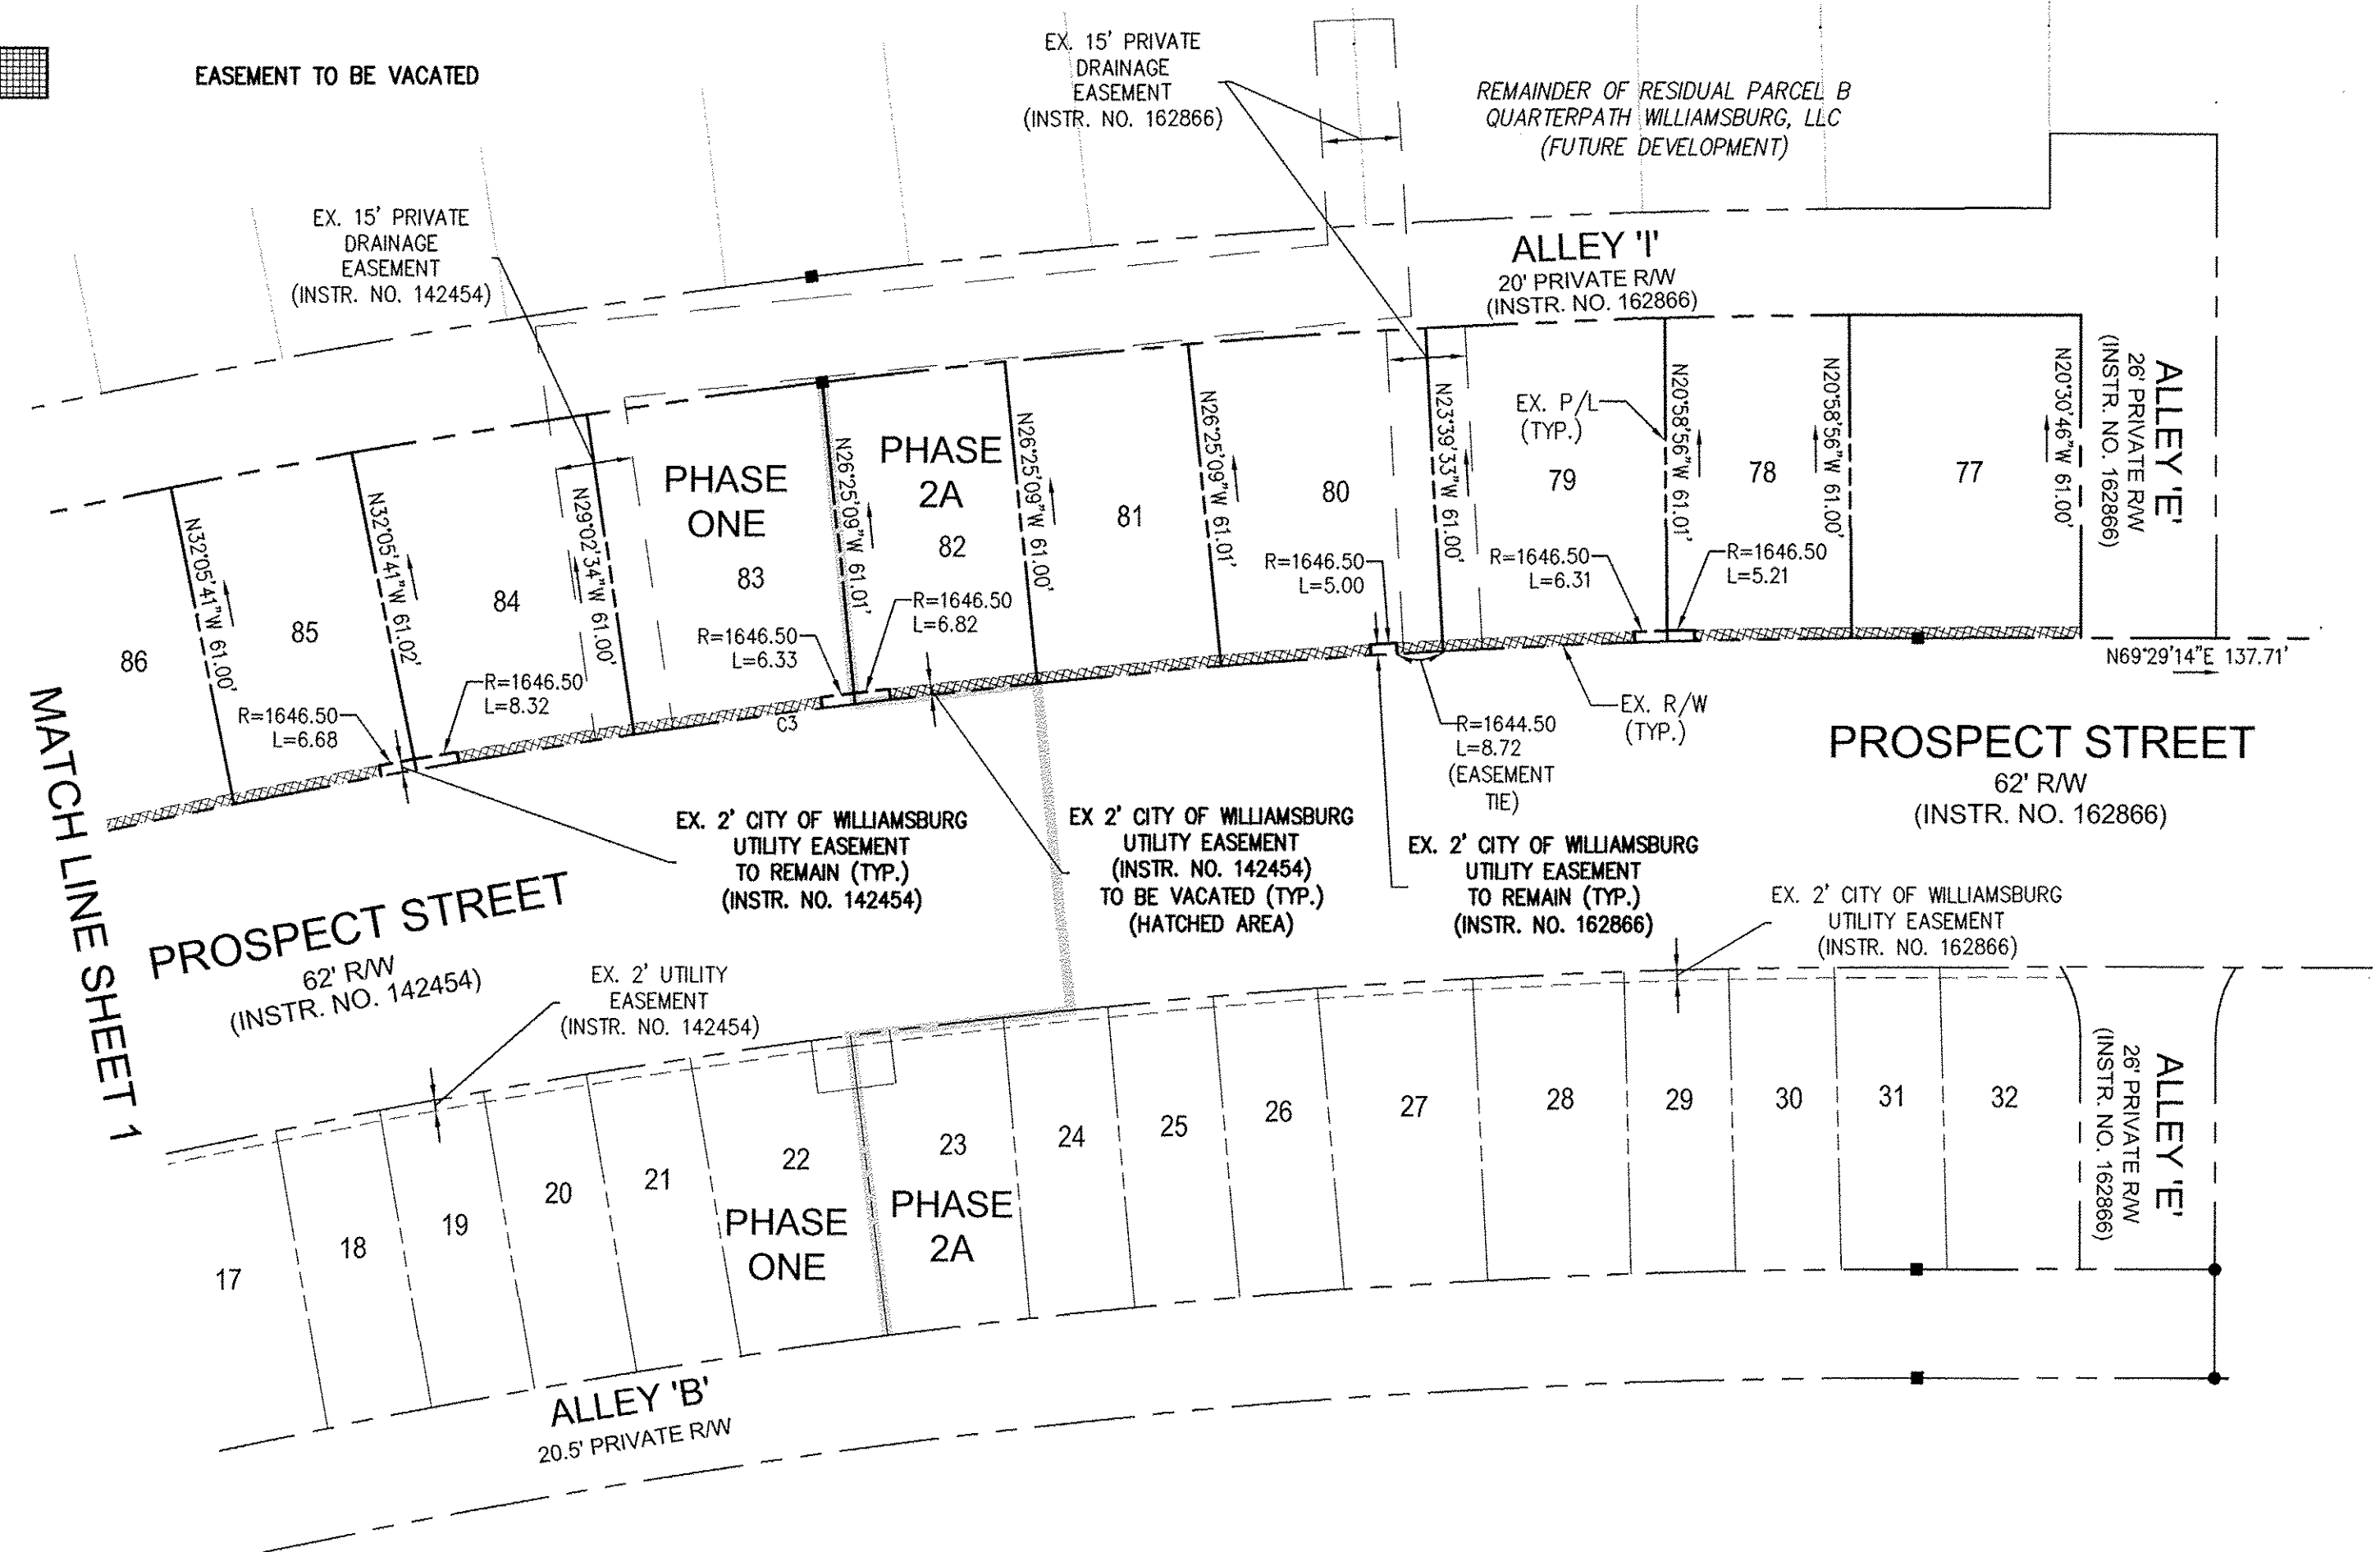 EASEMENT TO BE VACATED
EX. 15' PRIVATE
DRAINAGE
EASEMENT
(INSTR. NO. 162866)
REMAINDER OF RESIDUAL PARCEL B
QUARTERPATH WILLIAMSBURG, LLC
(FUTURE DEVELOPMENT)
EX. 15' PRIVATE
DRAINAGE
EASEMENT
(INSTR. NO. 142454)
ALLEY 'I'
20' PRIVATE R/W
(INSTR. NO. 162866)
ALLEY 'E'
26' PRIVATE R/W
(INSTR. NO. 162866)
86
N32°05'41"W 61.00'
85
N32°05'41"W 61.02'
84
N29°02'34"W 61.00'
PHASE
ONE
83
N26°25'09"W 61.01'
PHASE
2A
82
N26°25'09"W 61.00'
81
N26°25'09"W 61.01'
80
N23°39'33"W 61.00'
EX. P/L
(TYP.)
79
N20°58'56"W 61.01'
78
N20°58'56"W 61.00'
77
N20°30'46"W 61.00'
R=1646.50
L=6.68
R=1646.50
L=8.32
R=1646.50
L=6.33
R=1646.50
L=6.82
R=1646.50
L=5.00
R=1646.50
L=6.31
R=1646.50
L=5.21
C3
R=1644.50
L=8.72
(EASEMENT
TIE)
EX. R/W
(TYP.)
N69°29'14"E 137.71'
PROSPECT STREET
62' R/W
(INSTR. NO. 162866)
MATCH LINE SHEET 1
EX. 2' CITY OF WILLIAMSBURG
UTILITY EASEMENT
TO REMAIN (TYP.)
(INSTR. NO. 142454)
EX 2' CITY OF WILLIAMSBURG
UTILITY EASEMENT
(INSTR. NO. 142454)
TO BE VACATED (TYP.)
(HATCHED AREA)
EX. 2' CITY OF WILLIAMSBURG
UTILITY EASEMENT
TO REMAIN (TYP.)
(INSTR. NO. 162866)
EX. 2' CITY OF WILLIAMSBURG
UTILITY EASEMENT
(INSTR. NO. 162866)
PROSPECT STREET
62' R/W
(INSTR. NO. 142454)
EX. 2' UTILITY
EASEMENT
(INSTR. NO. 142454)
17
18
19
20
21
22
PHASE
ONE
23
PHASE
2A
24
25
26
27
28
29
30
31
32
ALLEY 'E'
26' PRIVATE R/W
(INSTR. NO. 162866)
ALLEY 'B'
20.5' PRIVATE R/W